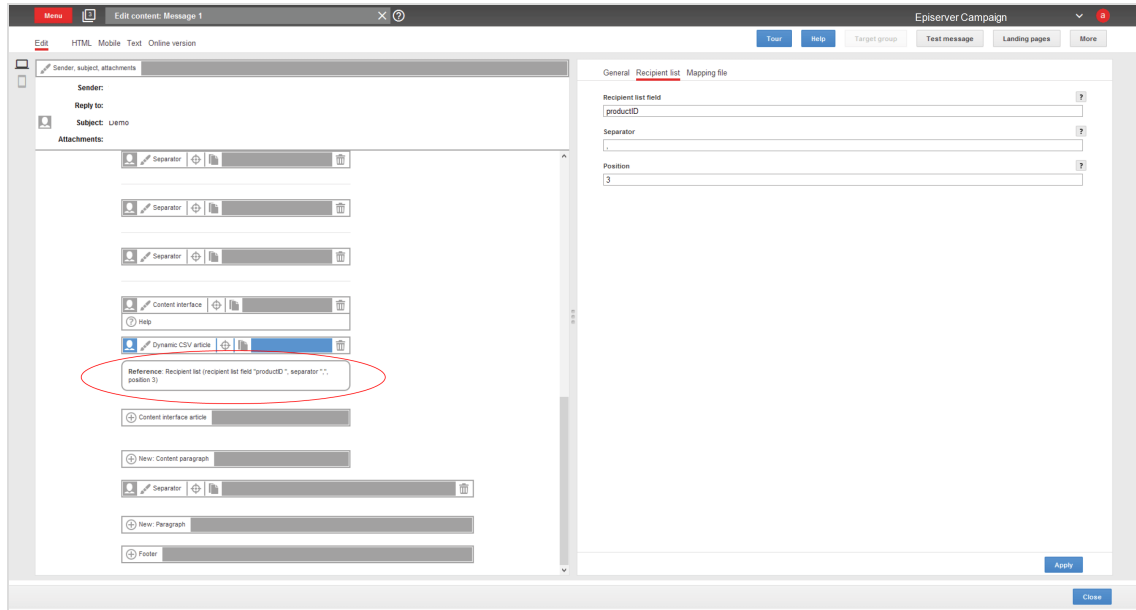 Menu
3
Edit content: Message 1
Episerver Campaign
a
Edit HTML Mobile Text Online version
Tour Help Target group Test message Landing pages More
Sender, subject, attachments
Sender:
Reply to:
Subject: Demo
Attachments:
Separator
Separator
Separator
Content interface
? Help
Dynamic CSV article
Reference: Recipient list (recipient list field "productID ", separator ",",
position 3)
Content interface article
New: Content paragraph
Separator
New: Paragraph
Footer
General Recipient list Mapping file
Recipient list field ?
productID
Separator ?
,
Position ?
3
Apply
Close